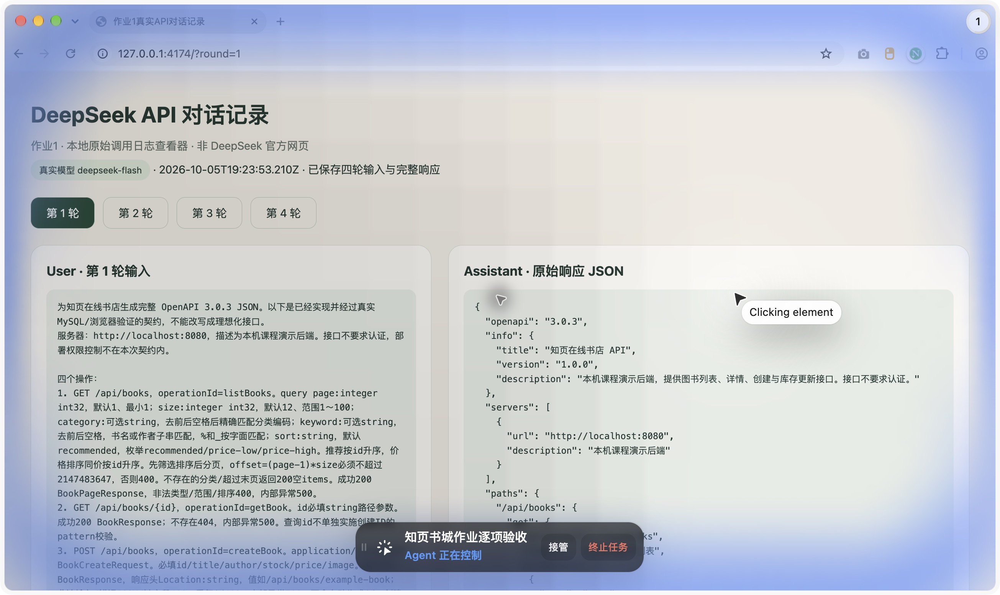 作业1真实API对话记录
1
127.0.0.1:4174/?round=1
DeepSeek API 对话记录
作业1 · 本地原始调用日志查看器 · 非 DeepSeek 官方网页
真实模型 deepseek-flash · 2026-10-05T19:23:53.210Z · 已保存四轮输入与完整响应
第 1 轮
第 2 轮
第 3 轮
第 4 轮
User · 第 1 轮输入
为知页在线书店生成完整 OpenAPI 3.0.3 JSON。以下是已经实现并经过真实
MySQL/浏览器验证的契约，不能改写成理想化接口。
服务器：http://localhost:8080，描述为本机课程演示后端。接口不要求认证，部
署权限控制不在本次契约内。
四个操作：
1. GET /api/books，operationId=listBooks。query page:integer
int32，默认1、最小1；size:integer int32，默认12、范围1～100；
category:可选string，去前后空格后精确匹配分类编码；keyword:可选string，
去前后空格，书名或作者子串匹配，%和_按字面匹配；sort:string，默认
recommended，枚举recommended/price-low/price-high。推荐按id升序，价
格排序同价按id升序。先筛选排序后分页，offset=(page-1)*size必须不超过
2147483647，否则400。不存在的分类/超过末页返回200空items。成功200
BookPageResponse，非法类型/范围/排序400，内部异常500。
2. GET /api/books/{id}，operationId=getBook。id必填string路径参数。
成功200 BookResponse；不存在404，内部异常500。查询id不单独实施创建ID的
pattern校验。
3. POST /api/books，operationId=createBook。application/
BookCreateRequest。必填id/title/author/stock/price/image。
BookResponse，响应头Location:string，值如/api/books/example-book；
Assistant · 原始响应 JSON
{
"openapi": "3.0.3",
"info": {
"title": "知页在线书店 API",
"version": "1.0.0",
"description": "本机课程演示后端，提供图书列表、详情、创建与库存更新接口。接口不要求认证。"
},
"servers": [
{
"url": "http://localhost:8080",
"description": "本机课程演示后端"
}
],
"paths": {
"/api/books": {
"get": {
ks",
列表",
{
Clicking element
知页书城作业逐项验收
Agent 正在控制
接管
终止任务